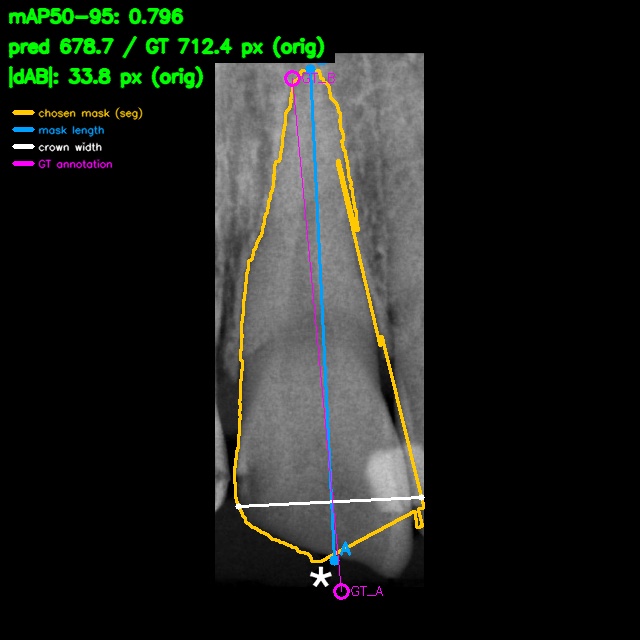 mAP50-95: 0.796
pred 678.7 / GT 712.4 px (orig)
|dAB|: 33.8 px (orig)
chosen mask (seg)
mask length
crown width
GT annotation
GT_B
A
*
GT_A